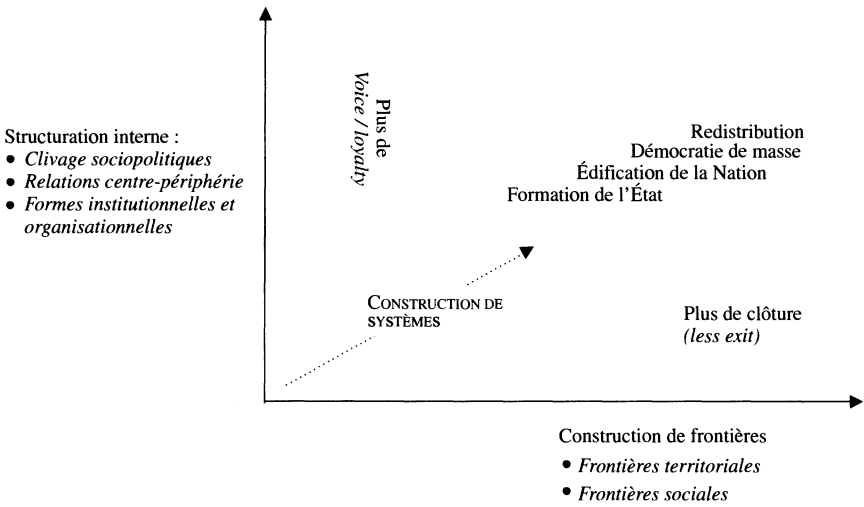 Plus de
Voice / loyalty
Structuration interne :
• Clivage sociopolitiques
• Relations centre-périphérie
• Formes institutionnelles et
organisationnelles
Redistribution
Démocratie de masse
Édification de la Nation
Formation de l'État
CONSTRUCTION DE
SYSTÈMES
Plus de clôture
(less exit)
Construction de frontières
• Frontières territoriales
• Frontières sociales